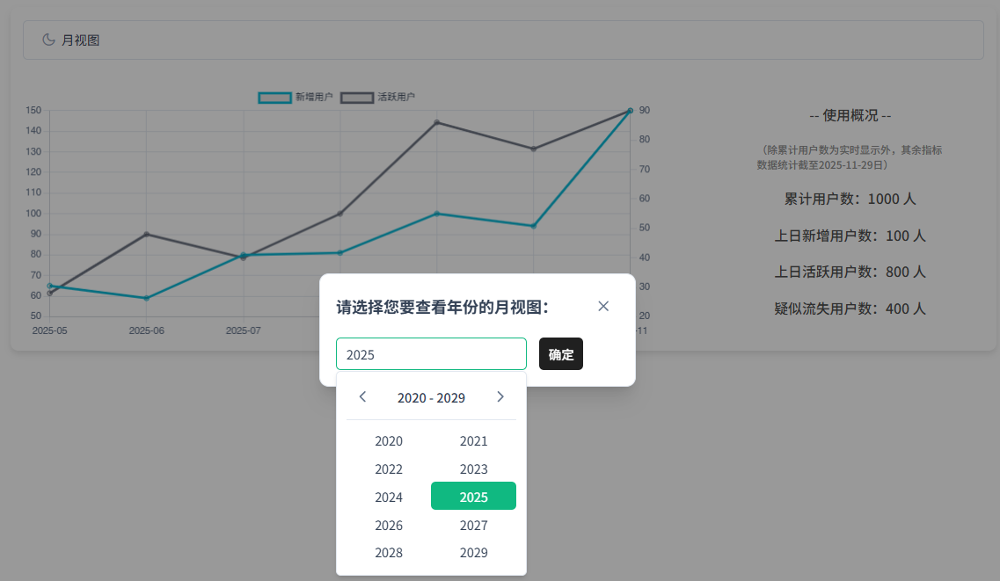 月视图
新增用户 活跃用户
150 90
140
130 80
120 70
110
100 60
90 50
80
70 40
60 30
50 20
2025-05 2025-06 2025-07 -11
-- 使用概况 --
（除累计用户数为实时显示外，其余指标
数据统计截至2025-11-29日）
累计用户数：1000 人
上日新增用户数：100 人
上日活跃用户数：800 人
疑似流失用户数：400 人
请选择您要查看年份的月视图：
2025 确定
2020 - 2029
2020 2021
2022 2023
2024 2025
2026 2027
2028 2029